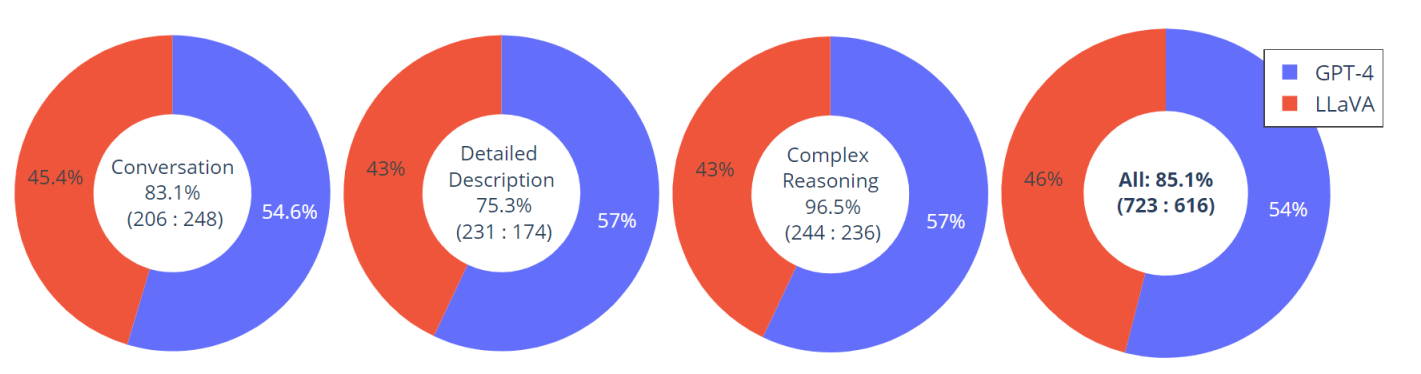 45.4%
Conversation
83.1%
(206 : 248)
54.6%
43%
Detailed
Description
75.3%
(231 : 174)
57%
43%
Complex
Reasoning
96.5%
(244 : 236)
57%
46%
All: 85.1%
(723 : 616)
54%
GPT-4
LLaVA